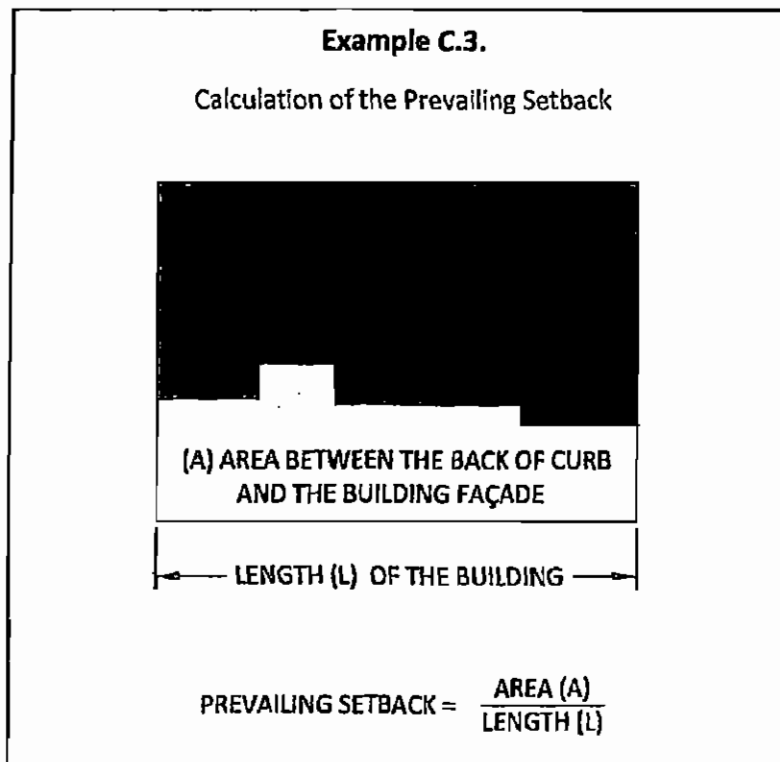 Example C.3.
Calculation of the Prevailing Setback
(A) AREA BETWEEN THE BACK OF CURB
AND THE BUILDING FAÇADE
LENGTH (L) OF THE BUILDING
PREVAILING SETBACK = AREA (A)
LENGTH (L)